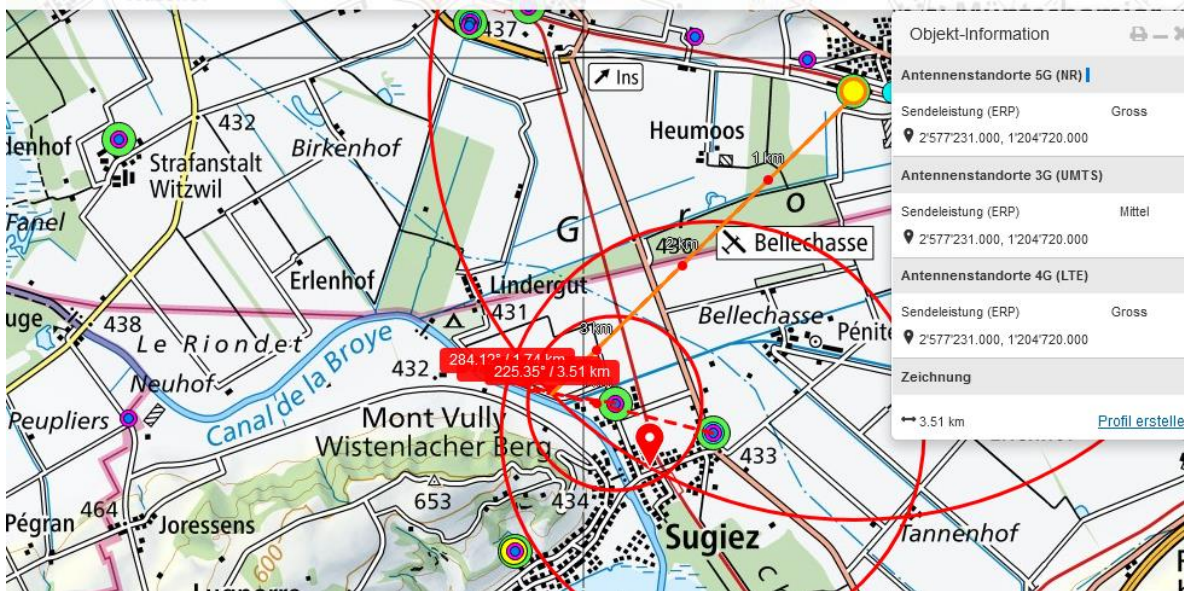 437
Ins
432
Birkenhof
Heumoos
denhof
Strafanstalt
Witzwil
1 km
Fanel
G
r
o
2 km
Bellechasse
Erlenhof
Lindergut
431
Bellechasse
Pénite
uge
438
Le Riondet
3 km
284.12° / 1.74 km
225.35° / 3.51 km
432
Neuhof
Canal de la Broye
Peupliers
Mont Vully
Wistenlacher Berg
433
653
434
464
Pégran
Joressens
Sugiez
Tannenhof
600
Objekt-Information
Antennenstandorte 5G (NR)
Sendeleistung (ERP) Gross
2'577'231.000, 1'204'720.000
Antennenstandorte 3G (UMTS)
Sendeleistung (ERP) Mittel
2'577'231.000, 1'204'720.000
Antennenstandorte 4G (LTE)
Sendeleistung (ERP) Gross
2'577'231.000, 1'204'720.000
Zeichnung
3.51 km Profil erstelle